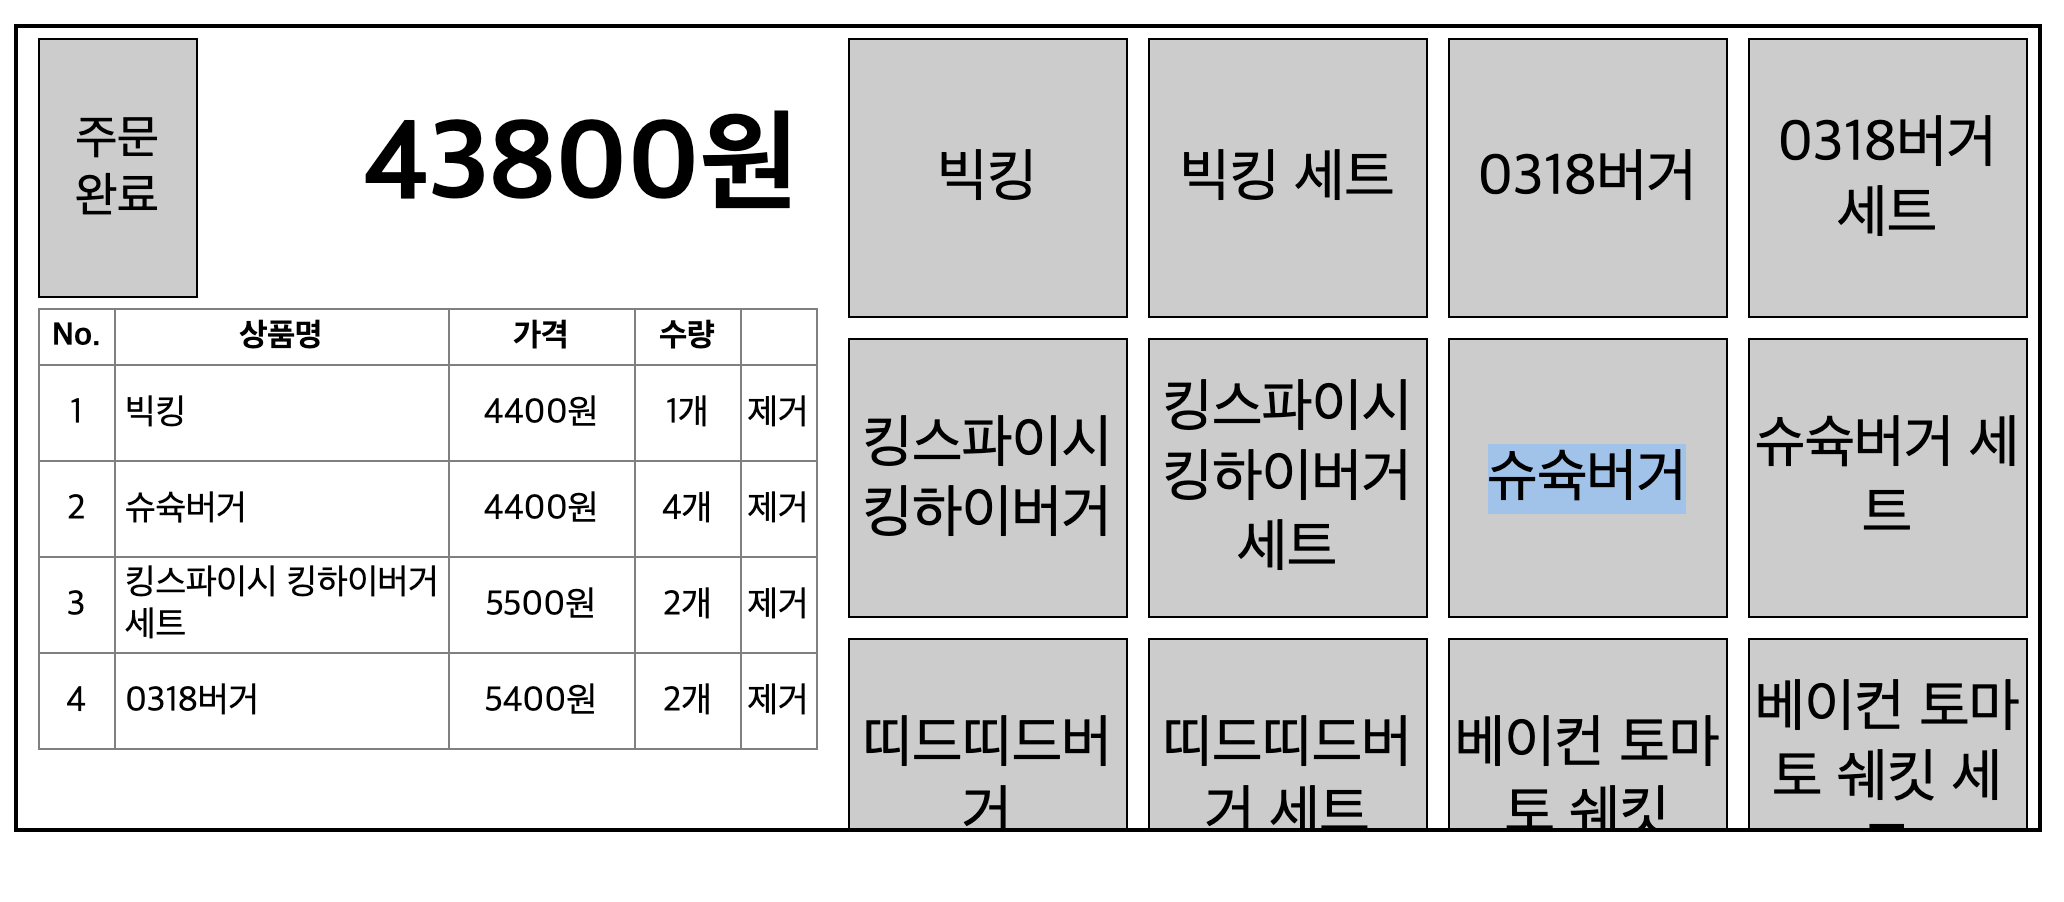 주문
완료
43800원
No. 상품명 가격 수량
1 빅킹 4400원 1개 제거
2 슈슉버거 4400원 4개 제거
3 킹스파이시 킹하이버거
세트 5500원 2개 제거
4 0318버거 5400원 2개 제거
빅킹
빅킹 세트
0318버거
0318버거
세트
킹스파이시
킹하이버거
킹스파이시
킹하이버거
세트
슈슉버거
슈슉버거 세
트
띠드띠드버
거
띠드띠드버
거 세트
베이컨 토마
토 쉐킷
베이컨 토마
토 쉐킷 세